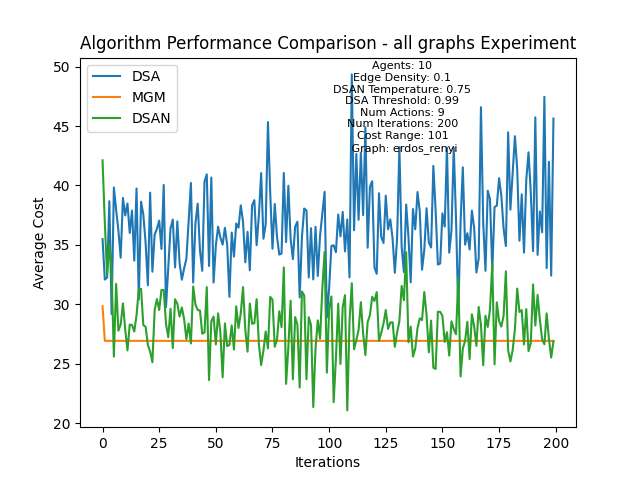 Algorithm Performance Comparison - all graphs Experiment
DSA
MGM
DSAN
Agents: 10
Edge Density: 0.1
DSAN Temperature: 0.75
DSA Threshold: 0.99
Num Actions: 9
Num Iterations: 200
Cost Range: 101
Graph: erdos_renyi
Average Cost
50
45
40
35
30
25
20
0 25 50 75 100 125 150 175 200
Iterations